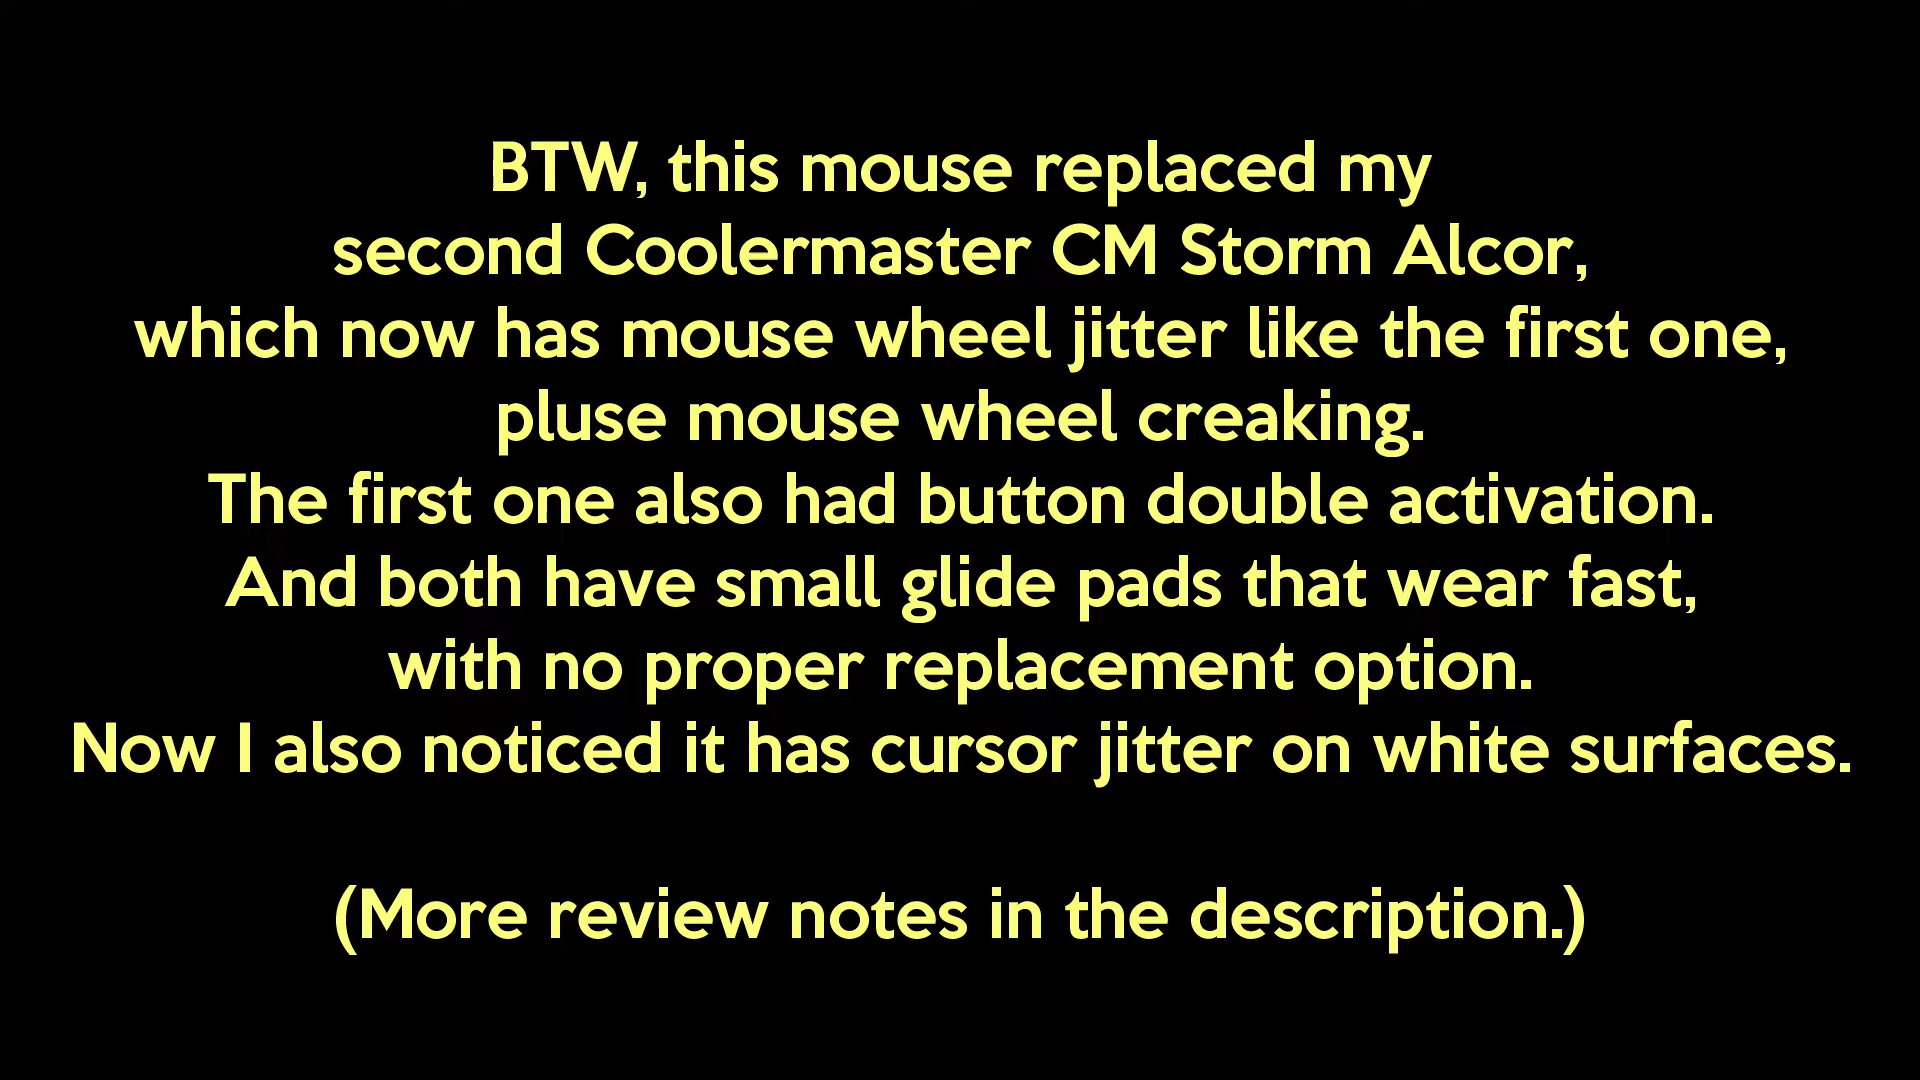 BTW, this mouse replaced my
second Coolermaster CM Storm Alcor,
which now has mouse wheel jitter like the first one,
pluse mouse wheel creaking.
The first one also had button double activation.
And both have small glide pads that wear fast,
with no proper replacement option.
Now I also noticed it has cursor jitter on white surfaces.
(More review notes in the description.)